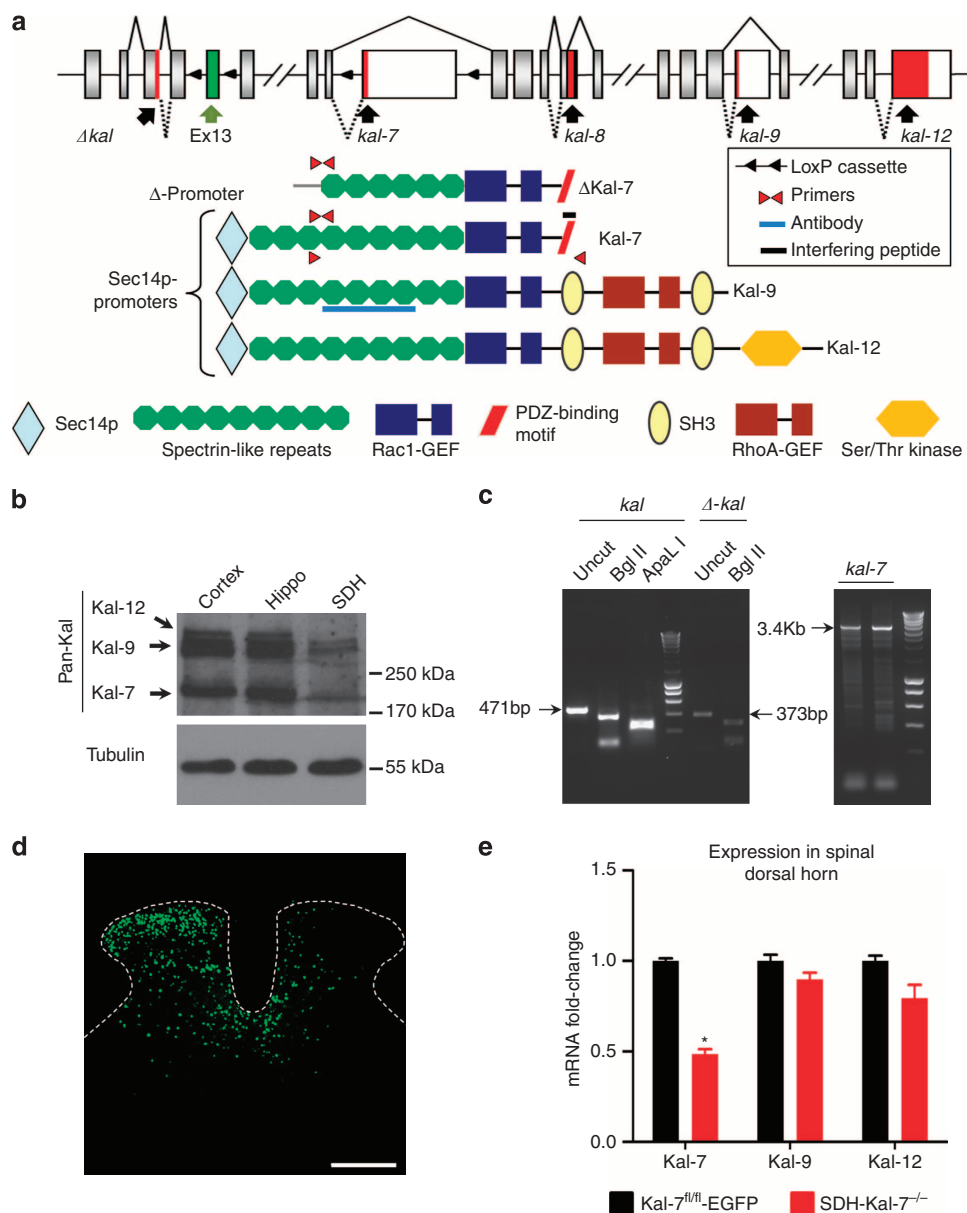 a
Δkal
Ex13
kal-7
kal-8
kal-9
kal-12
LoxP cassette
Primers
Antibody
Interfering peptide
Δ-Promoter
ΔKal-7
Kal-7
Sec14p-
promoters
Kal-9
Kal-12
Sec14p
Spectrin-like repeats
Rac1-GEF
PDZ-binding
motif
SH3
RhoA-GEF
Ser/Thr kinase
b
Cortex
Hippo
SDH
Pan-Kal
Kal-12
Kal-9
Kal-7
250 kDa
170 kDa
Tubulin
55 kDa
c
kal
Δ-kal
Uncut
Bgl II
ApaL I
Uncut
Bgl II
471bp
373bp
kal-7
3.4Kb
d
e
Expression in spinal
dorsal horn
mRNA fold-change
1.5
1.0
0.5
0.0
*
Kal-7
Kal-9
Kal-12
Kal-7fl/fl-EGFP
SDH-Kal-7–/–